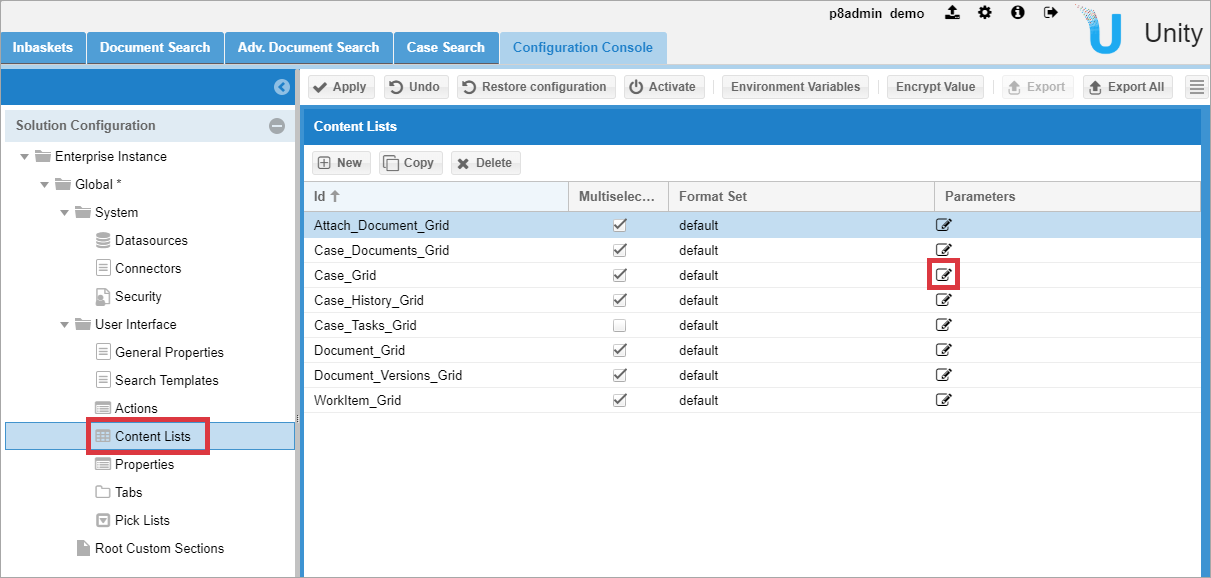 p8admin demo
Unity
Inbaskets Document Search Adv. Document Search Case Search Configuration Console
Apply Undo Restore configuration Activate Environment Variables Encrypt Value Export Export All
Solution Configuration
Enterprise Instance
Global *
System
Datasources
Connectors
Security
User Interface
General Properties
Search Templates
Actions
Content Lists
Properties
Tabs
Pick Lists
Root Custom Sections
Content Lists
New Copy Delete
Id Multiselec... Format Set Parameters
Attach_Document_Grid default
Case_Documents_Grid default
Case_Grid default
Case_History_Grid default
Case_Tasks_Grid default
Document_Grid default
Document_Versions_Grid default
WorkItem_Grid default